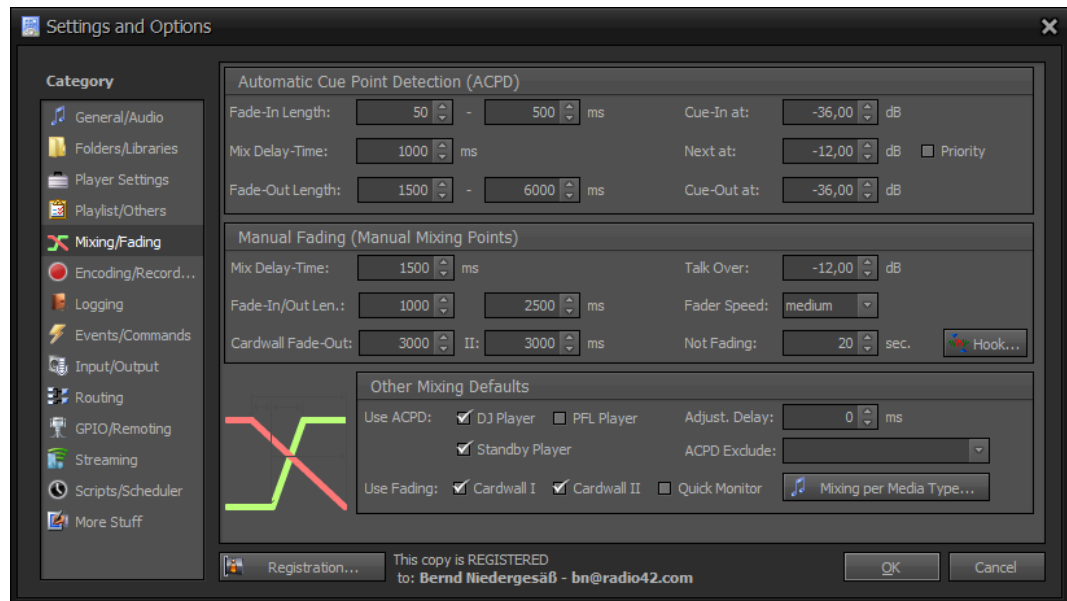 Settings and Options
Category
General/Audio
Folders/Libraries
Player Settings
Playlist/Others
Mixing/Fading
Encoding/Record...
Logging
Events/Commands
Input/Output
Routing
GPIO/Remoting
Streaming
Scripts/Scheduler
More Stuff
Automatic Cue Point Detection (ACPD)
Fade-In Length: 50 - 500 ms Cue-In at: -36,00 dB
Mix Delay-Time: 1000 ms Next at: -12,00 dB Priority
Fade-Out Length: 1500 - 6000 ms Cue-Out at: -36,00 dB
Manual Fading (Manual Mixing Points)
Mix Delay-Time: 1500 ms Talk Over: -12,00 dB
Fade-In/Out Len.: 1000 2500 ms Fader Speed: medium
Cardwall Fade-Out: 3000 II: 3000 ms Not Fading: 20 sec. Hook...
Other Mixing Defaults
Use ACPD: DJ Player PFL Player Adjust. Delay: 0 ms
Standby Player ACPD Exclude:
Use Fading: Cardwall I Cardwall II Quick Monitor Mixing per Media Type...
Registration...
This copy is REGISTERED
to: Bernd Niedergesäß - bn@radio42.com
OK Cancel